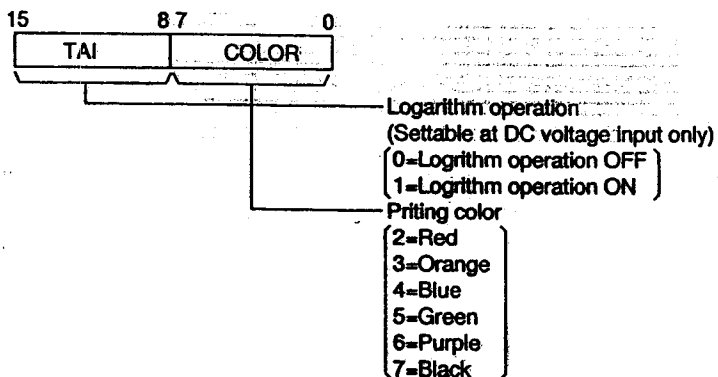 15 8 7 0
TAI COLOR
Logarithm operation
(Settable at DC voltage input only)
0=Logrithm operation OFF
1=Logrithm operation ON
Priting color
2=Red
3=Orange
4=Blue
5=Green
6=Purple
7=Black